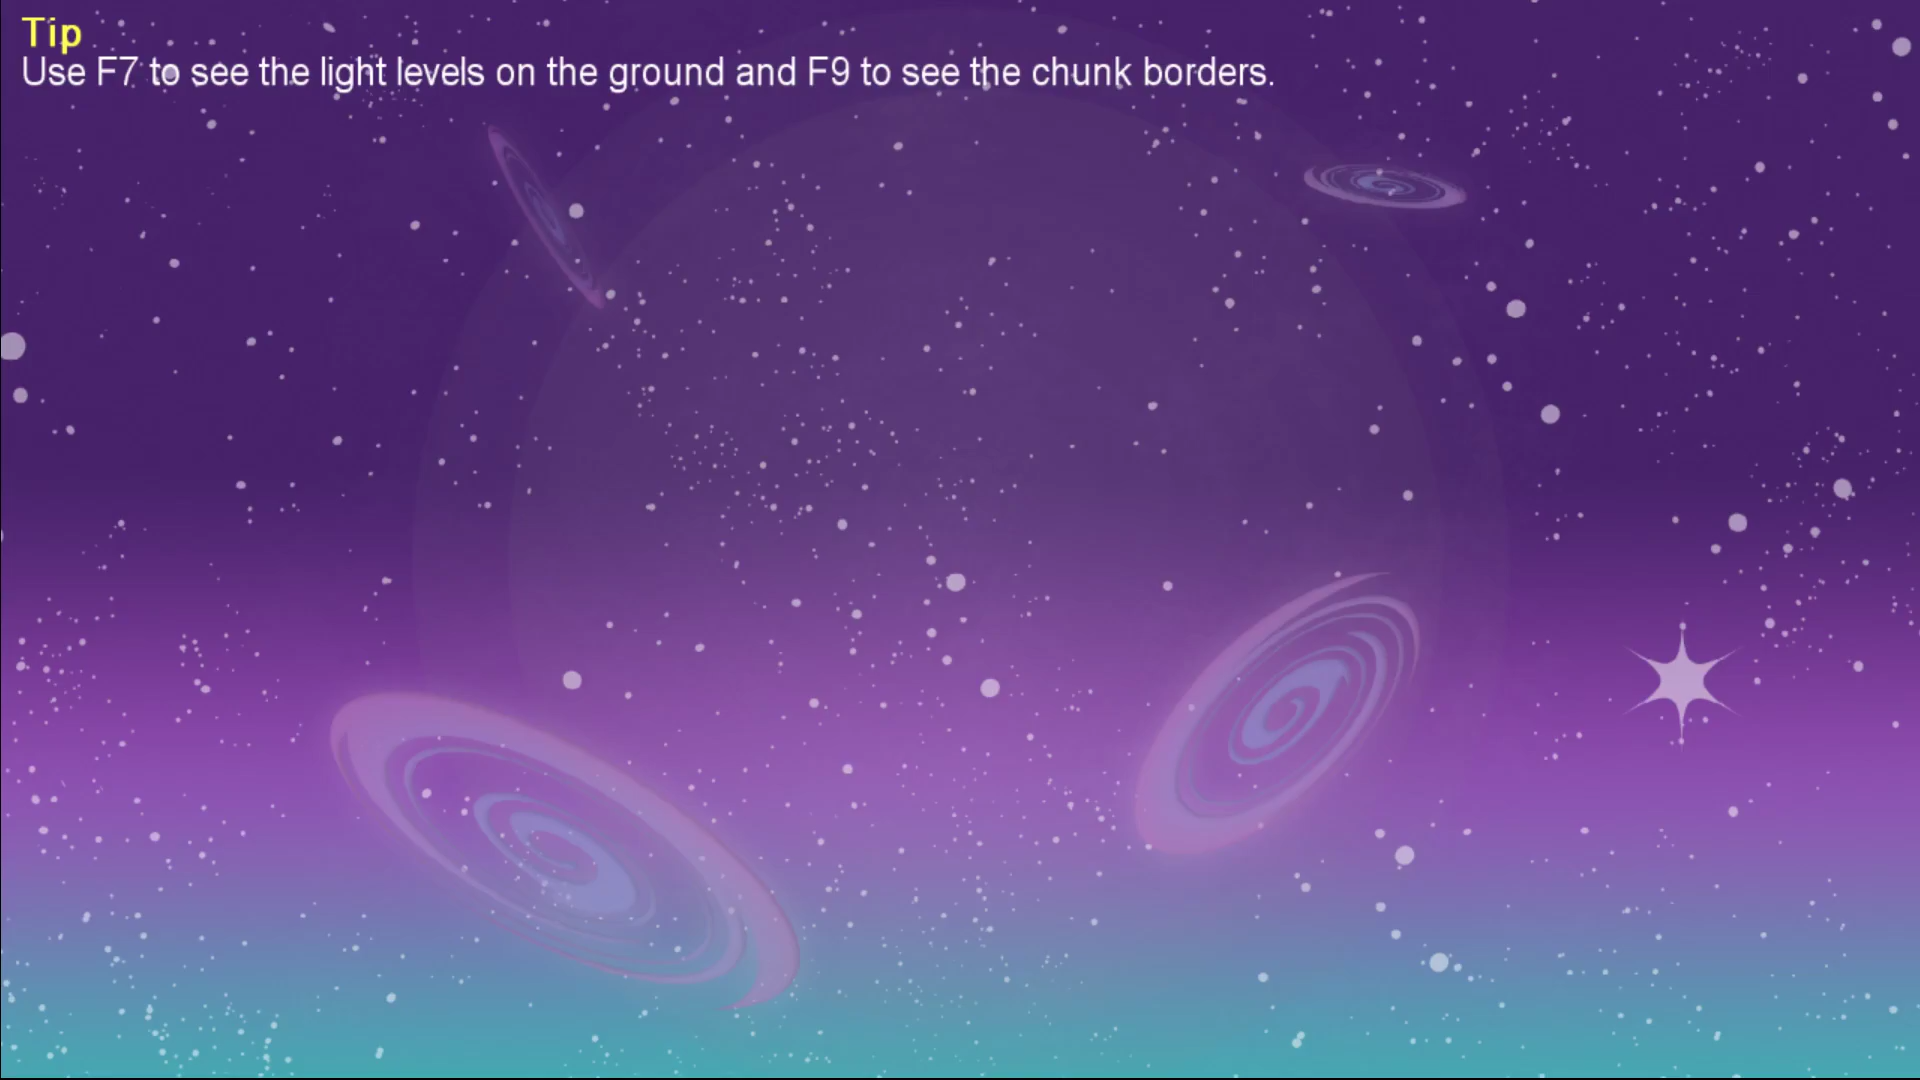 Tip
Use F7 to see the light levels on the ground and F9 to see the chunk borders.